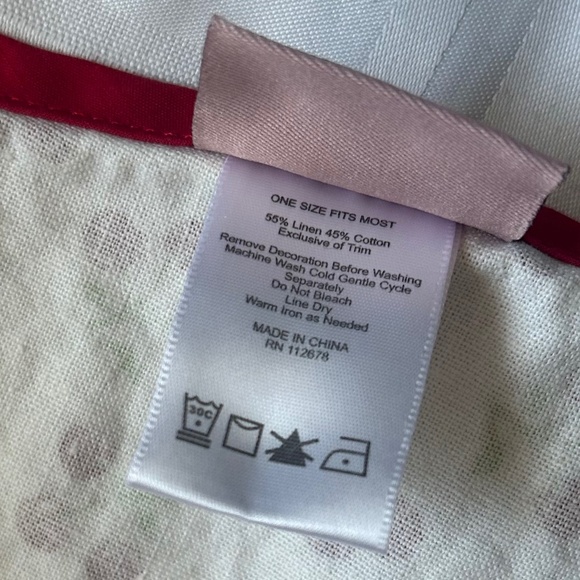 ONE SIZE FITS MOST
55% Linen 45% Cotton
Exclusive of Trim
Remove Decoration Before Washing
Machine Wash Cold Gentle Cycle
Separately
Do Not Bleach
Line Dry
Warm Iron as Needed
MADE IN CHINA
RN 112678
30C